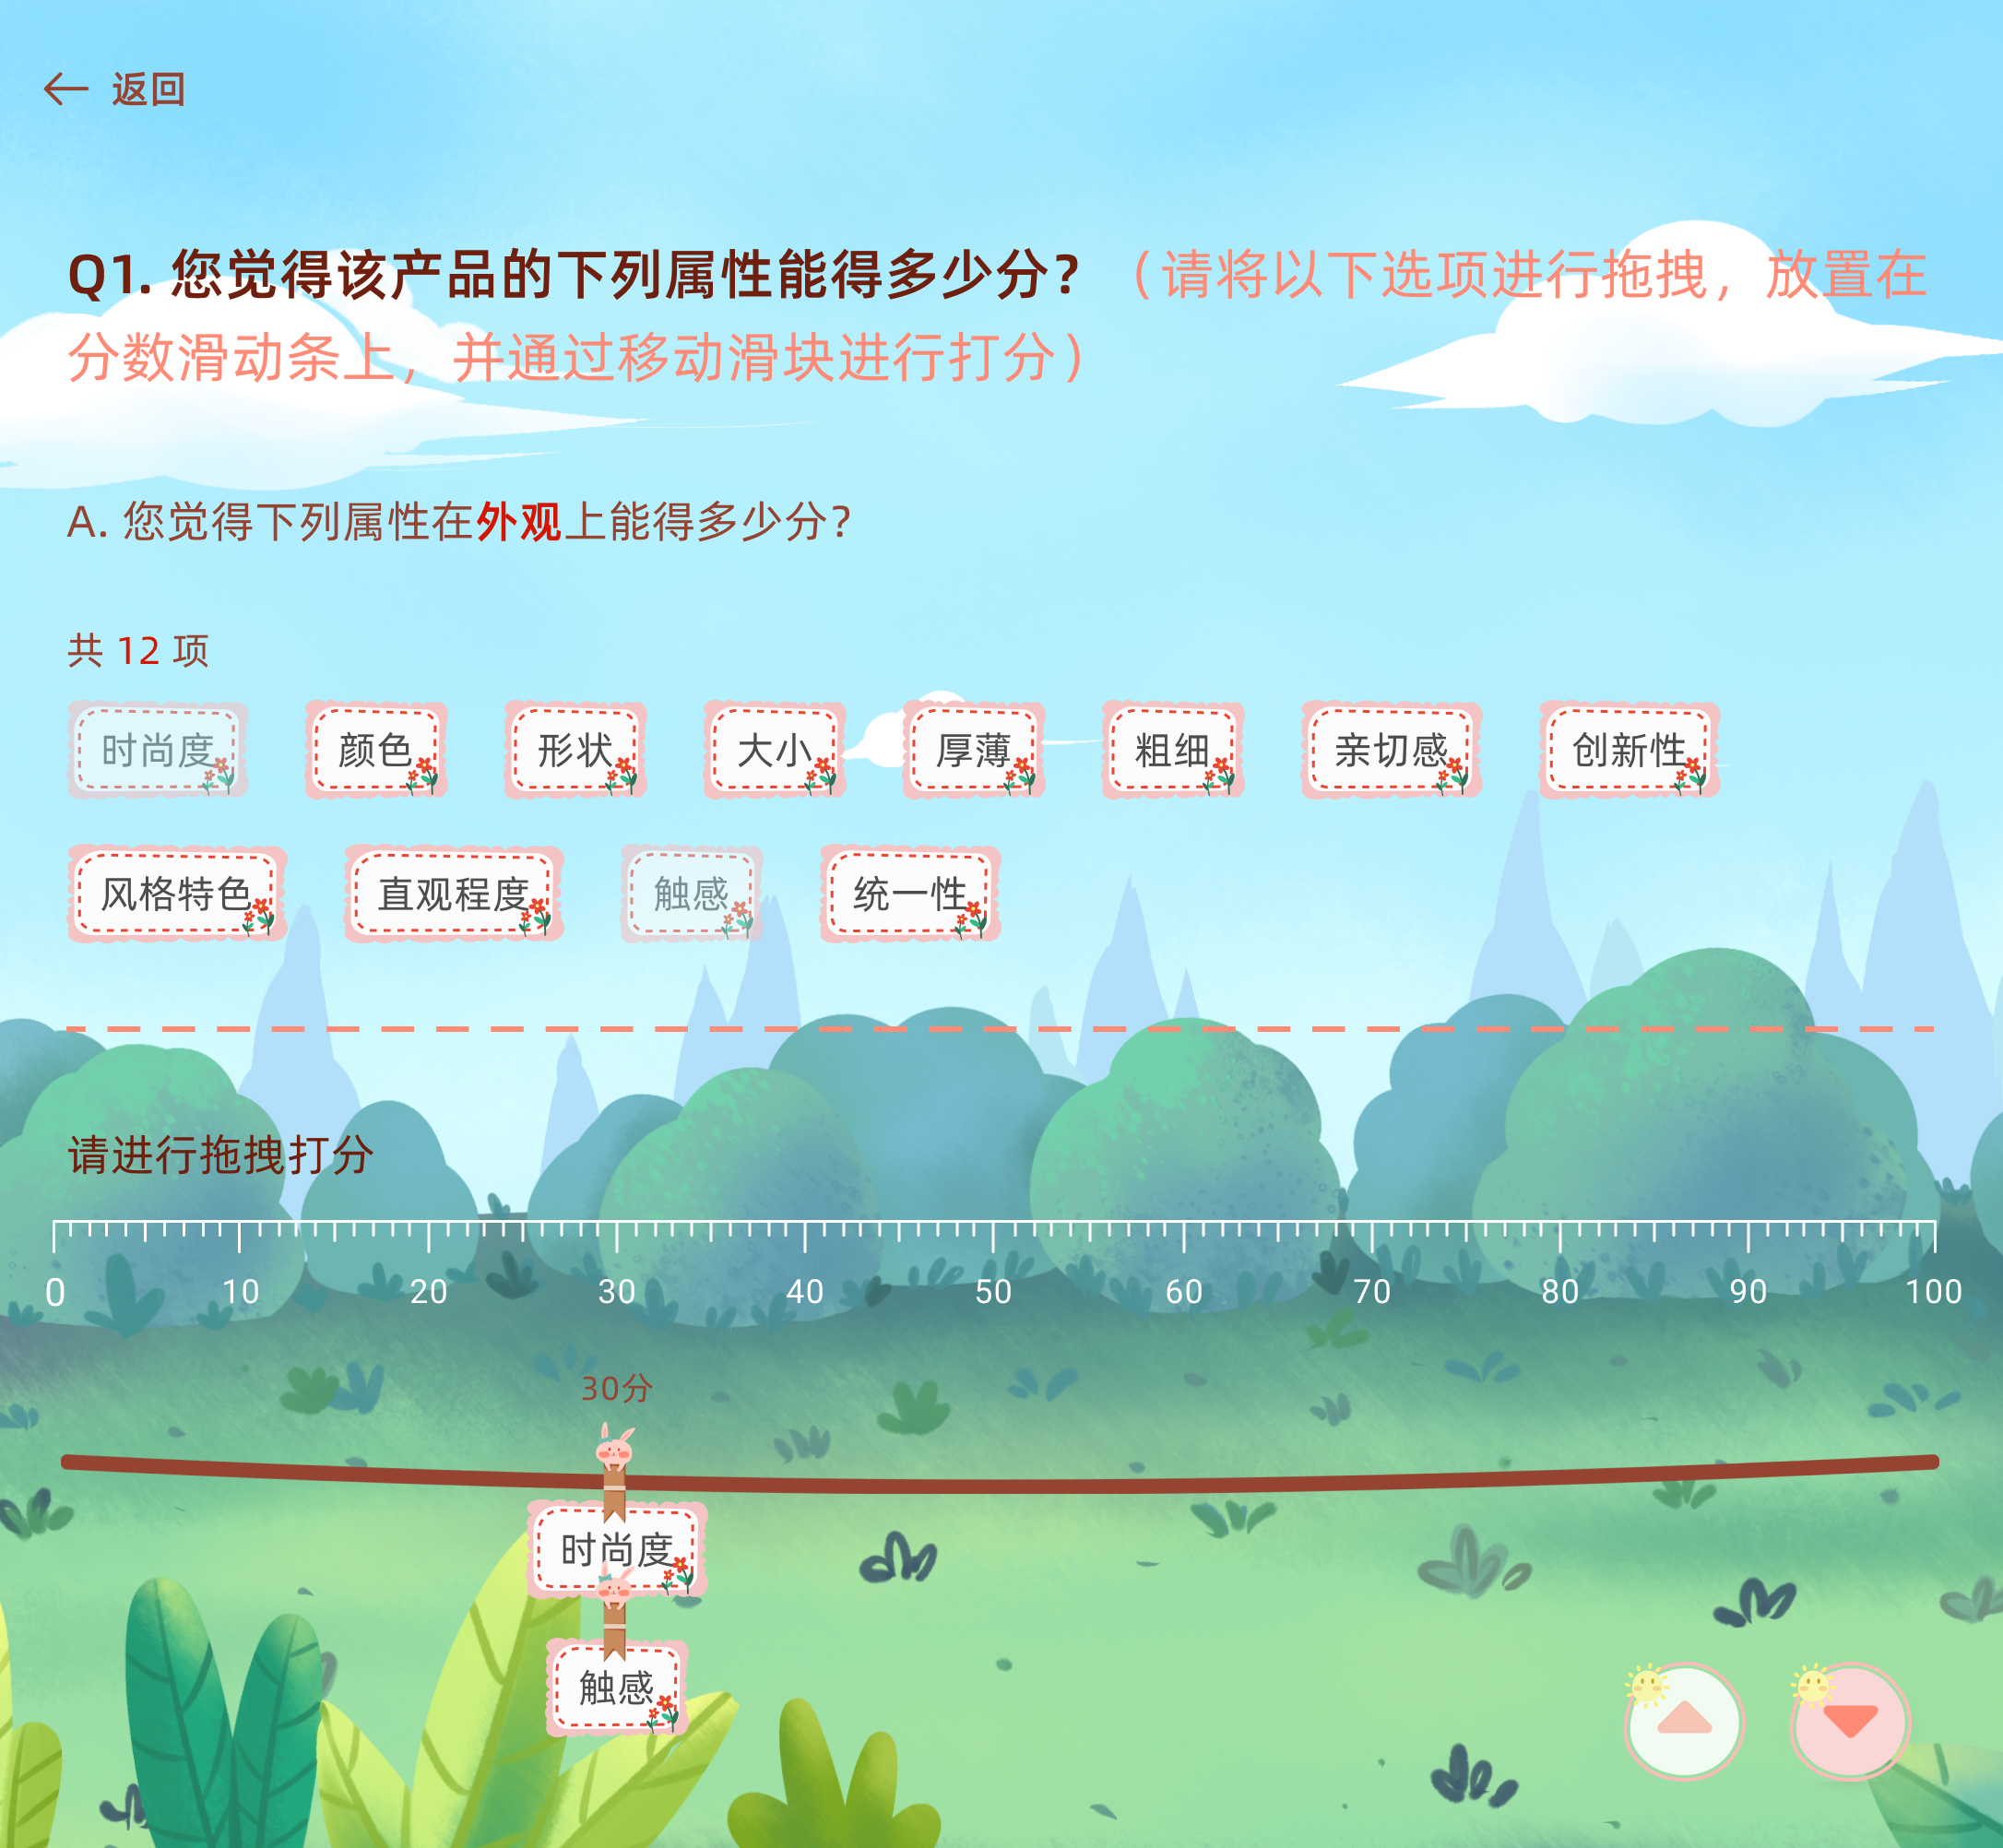 返回
Q1. 您觉得该产品的下列属性能得多少分？（请将以下选项进行拖拽，放置在
分数滑动条上，并通过移动滑块进行打分）
A. 您觉得下列属性在外观上能得多少分？
共 12 项
时尚度 颜色 形状 大小 厚薄 粗细 亲切感 创新性
风格特色 直观程度 触感 统一性
请进行拖拽打分
0 10 20 30 40 50 60 70 80 90 100
30分
时尚度
触感